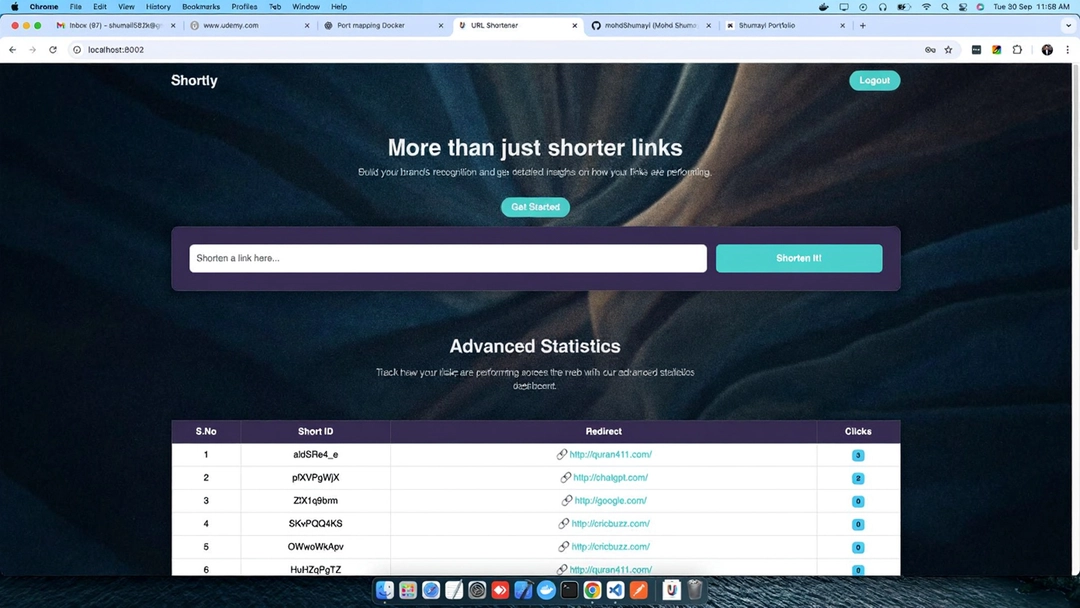 Chrome File Edit View History Bookmarks Profiles Tab Window Help Tue 30 Sep 11:58 AM
Inbox (97) - www.udemy.com Port mapping Docker URL Shortener mohdShumayl (Mohd Shuma Shumayl Portfolio
localhost:8002
Shortly
Logout
More than just shorter links
Build your brand's recognition and get detailed insights on how your links are performing.
Get Started
Shorten a link here...
Shorten It!
Advanced Statistics
Track how your links are performing across the web with our advanced statistics
dashboard.
S.No Short ID Redirect Clicks
1 http://quran411.com/ 3
2 pfXVPgWjX http://chatgpt.com/ 2
3 http://google.com/ 0
4 SKvPQQ4KS http://cricbuzz.com/ 0
5 OWwoWkApv http://cricbuzz.com/ 0
6 HuHZqPgTZ http://quran411.com/ 0